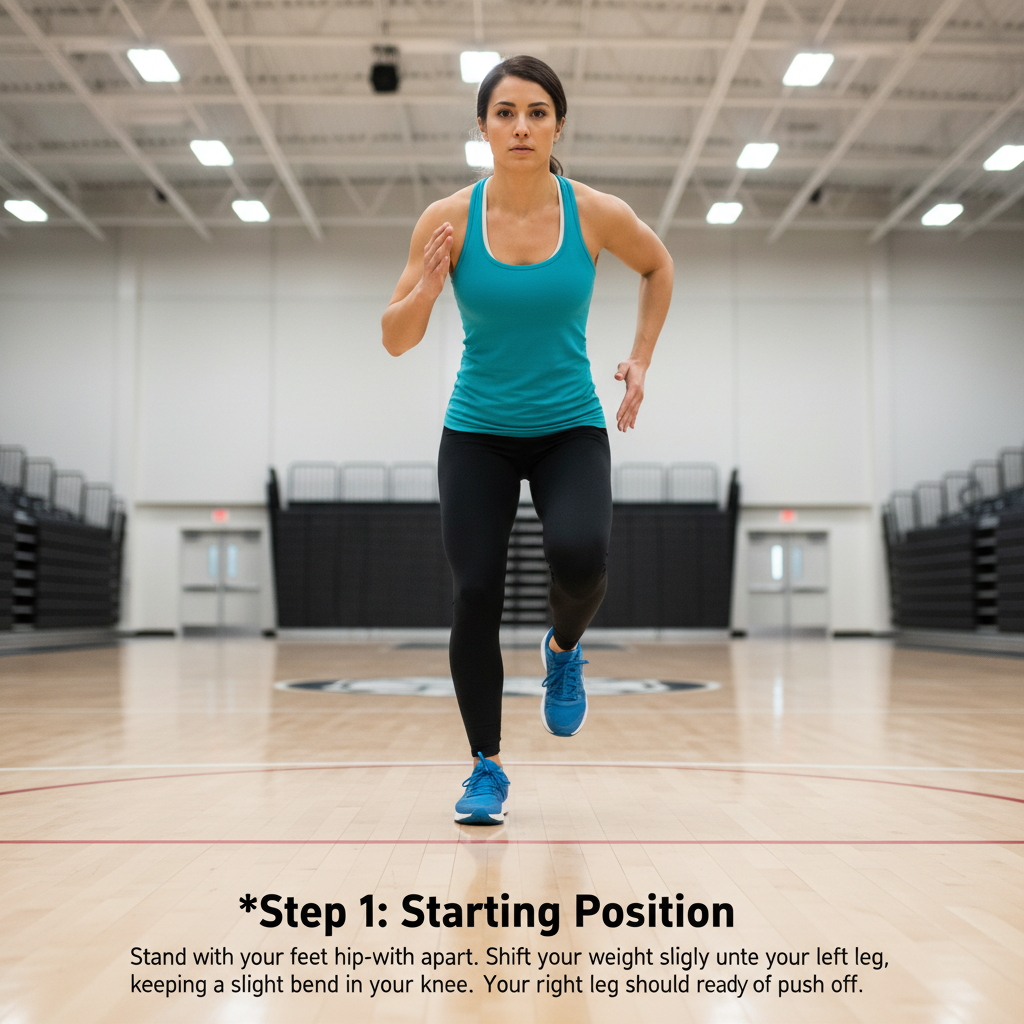 *Step 1: Starting Position
Stand with your feet hip-with apart. Shift your weight sligly unte your left leg,
keeping a slight bend in your knee. Your right leg should ready of push off.